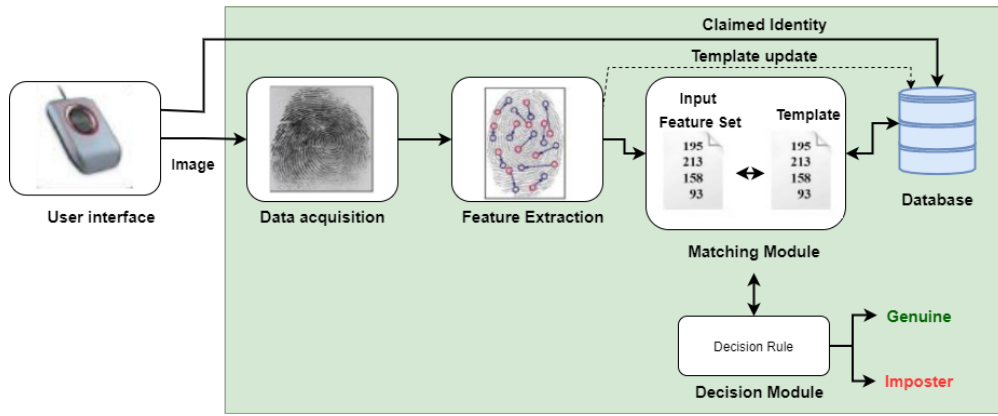 Claimed Identity
Template update
Image
User interface
Data acquisition
Feature Extraction
Input
Feature Set
195
213
158
93
Template
195
213
158
93
Matching Module
Database
Decision Rule
Decision Module
Genuine
Imposter